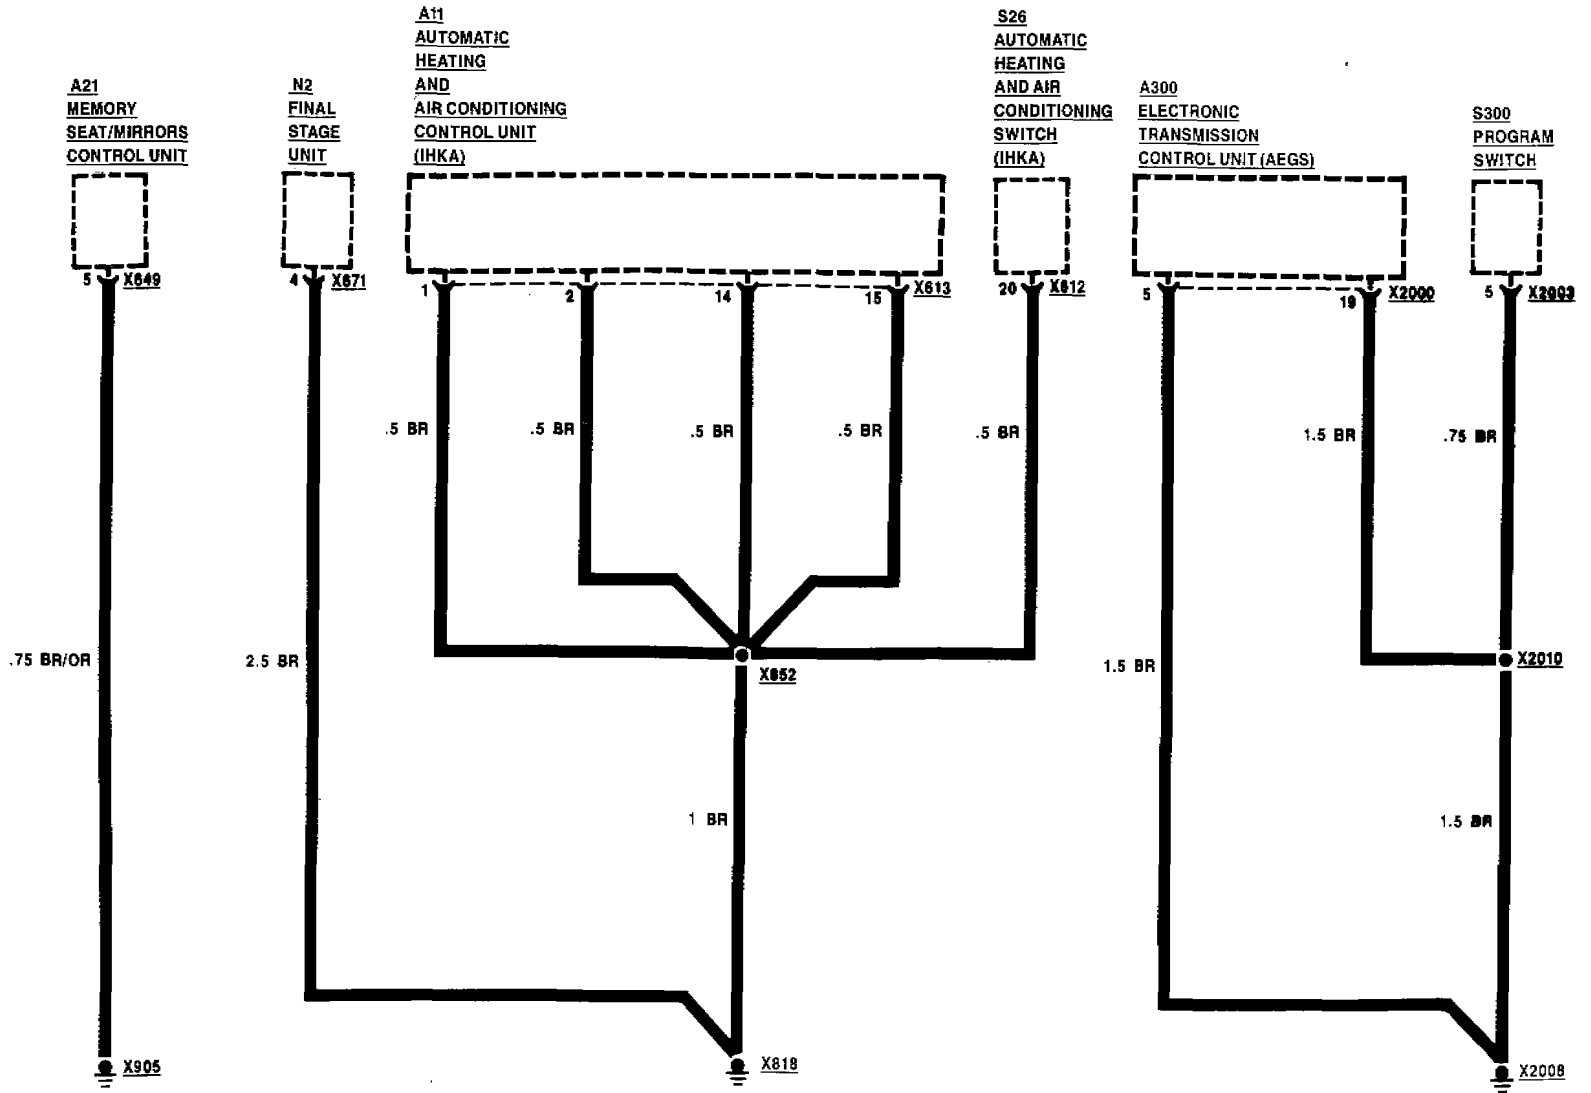 A21
MEMORY
SEAT/MIRRORS
CONTROL UNIT
N2
FINAL
STAGE
UNIT
A11
AUTOMATIC
HEATING
AND
AIR CONDITIONING
CONTROL UNIT
(IHKA)
S26
AUTOMATIC
HEATING
AND AIR
CONDITIONING
SWITCH
(IHKA)
A300
ELECTRONIC
TRANSMISSION
CONTROL UNIT (AEGS)
S300
PROGRAM
SWITCH
5 X649
4 X671
1
2
14
15 X613
20 X612
5
19 X2000
5 X2003
.5 BR
.5 BR
.5 BR
.5 BR
.5 BR
1.5 BR
.75 BR
.75 BR/OR
2.5 BR
X652
1.5 BR
X2010
1 BR
1.5 BR
X905
X818
X2008